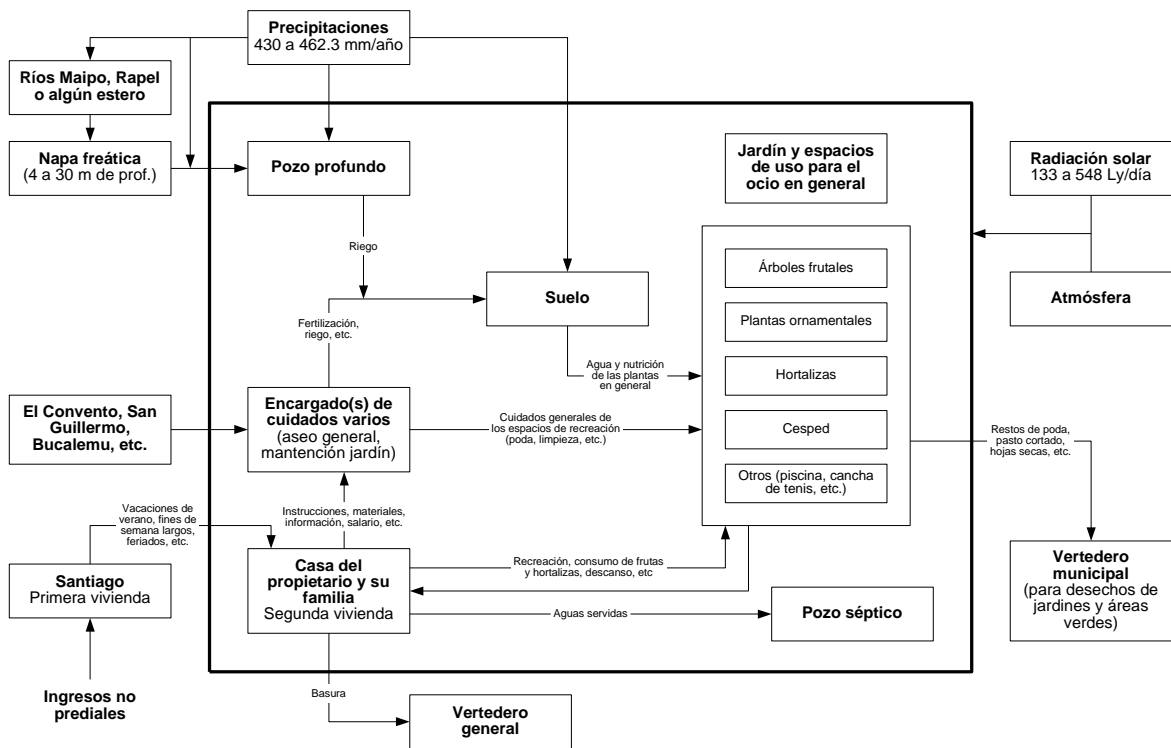 Precipitaciones
430 a 462.3 mm/año
Ríos Maipo, Rapel
o algún estero
Napa freática
(4 a 30 m de prof.)
Pozo profundo
Jardín y espacios
de uso para el
ocio en general
Radiación solar
133 a 548 Ly/día
Riego
Árboles frutales
Suelo
Atmósfera
Plantas ornamentales
Fertilización,
riego, etc.
Agua y nutrición
de las plantas
en general
Hortalizas
El Convento, San
Guillermo,
Bucalemu, etc.
Encargado(s) de
cuidados varios
(aseo general,
mantención jardín)
Cuidados generales de
los espacios de recreación
(poda, limpieza, etc.)
Cesped
Restos de poda,
pasto cortado,
hojas secas, etc.
Otros (piscina, cancha
de tenis, etc.)
Vacaciones de
verano, fines de
semana largos,
feriados, etc.
Instrucciones, materiales,
información, salario, etc.
Santiago
Primera vivienda
Casa del
propietario y su
familia
Segunda vivienda
Recreación, consumo de frutas
y hortalizas, descanso, etc
Aguas servidas
Pozo séptico
Vertedero
municipal
(para desechos de
jardines y áreas
verdes)
Ingresos no
prediales
Basura
Vertedero
general